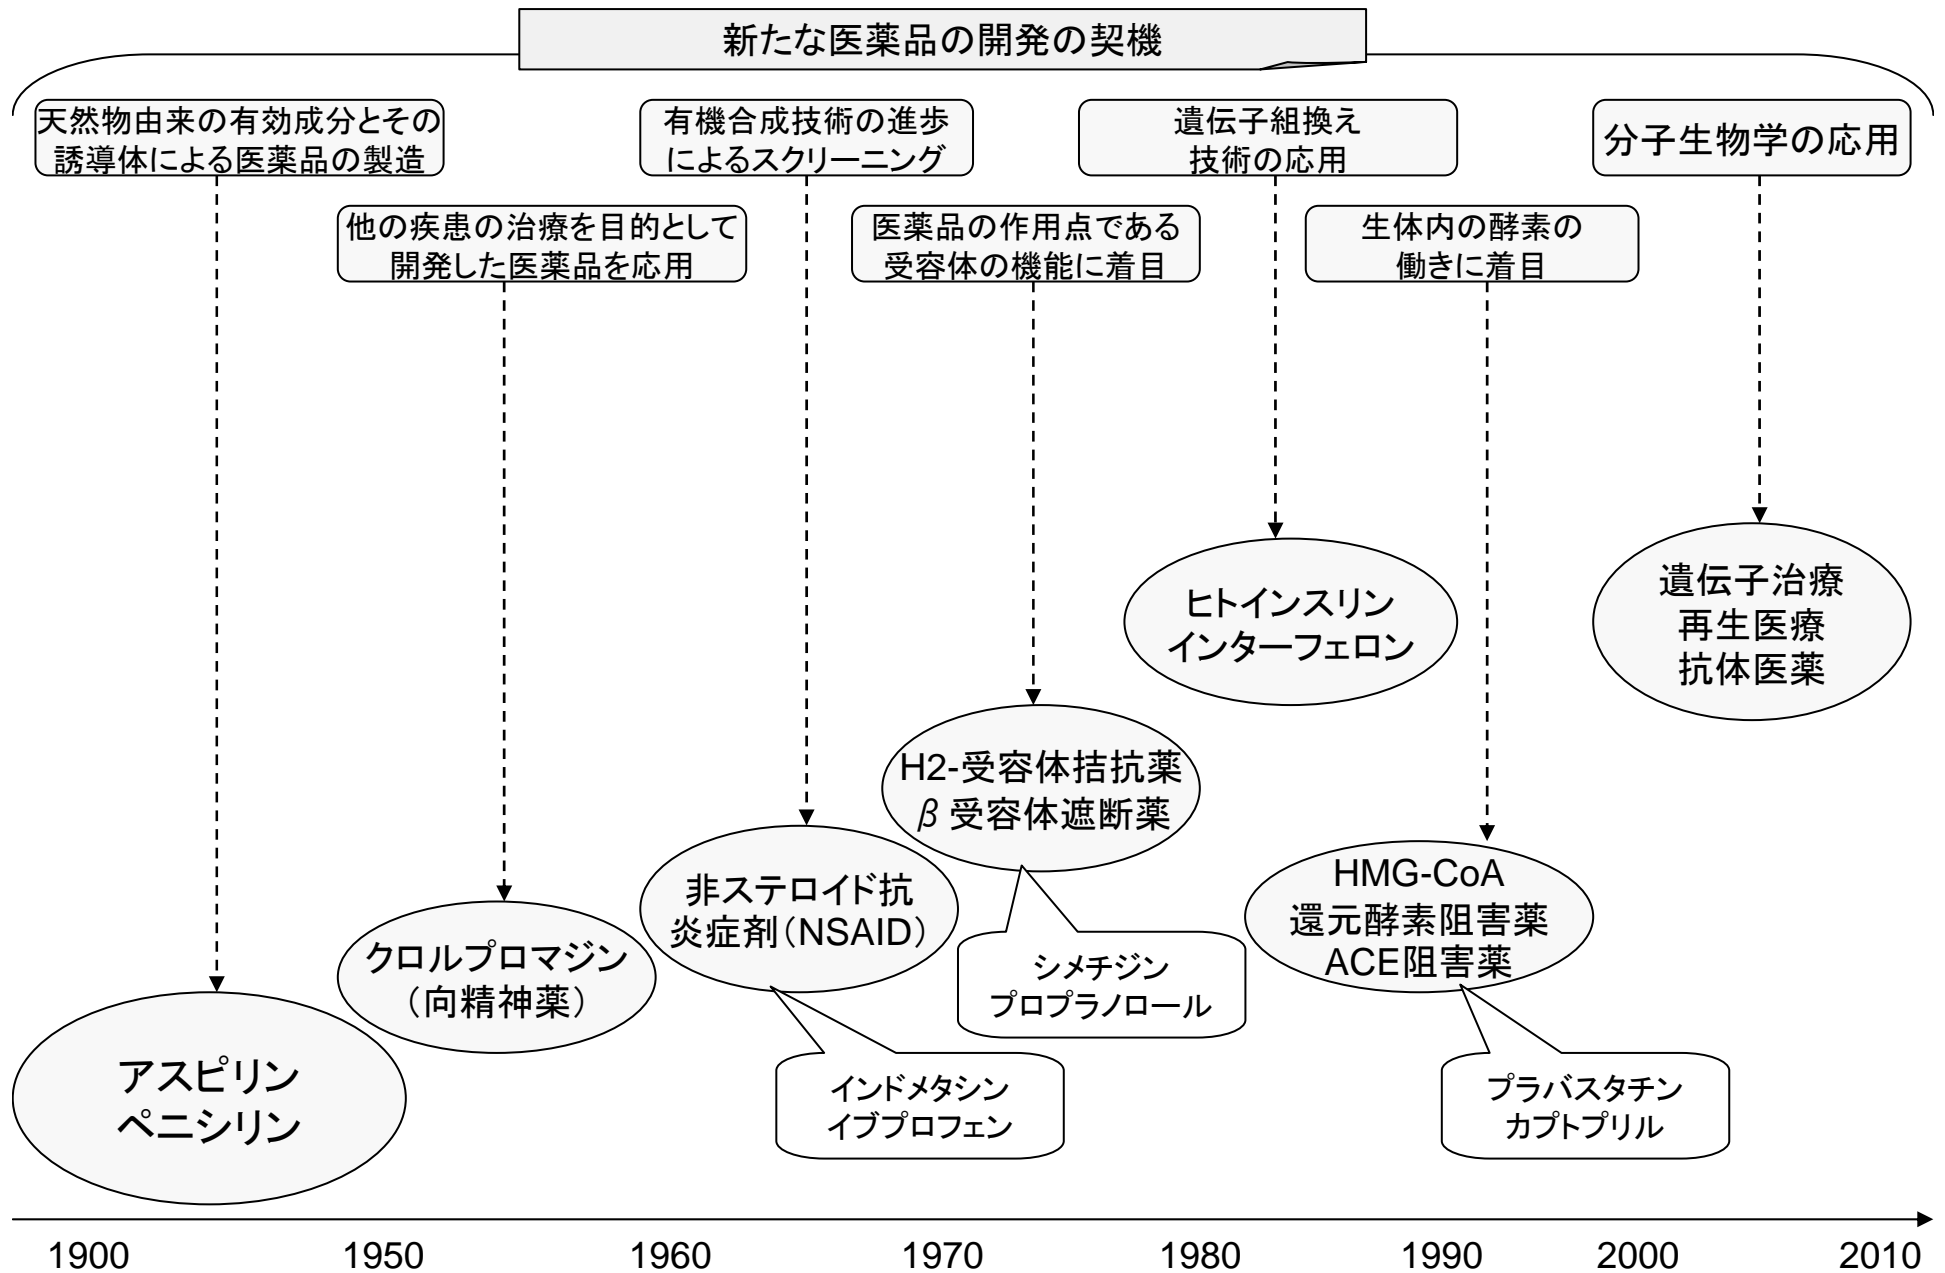 新たな医薬品の開発の契機
天然物由来の有効成分とその
誘導体による医薬品の製造
有機合成技術の進歩
によるスクリーニング
遺伝子組換え
技術の応用
分子生物学の応用
他の疾患の治療を目的として
開発した医薬品を応用
医薬品の作用点である
受容体の機能に着目
生体内の酵素の
働きに着目
ヒトインスリン
インターフェロン
遺伝子治療
再生医療
抗体医薬
H2-受容体拮抗薬
β受容体遮断薬
非ステロイド抗
炎症剤（NSAID）
HMG-CoA
還元酵素阻害薬
ACE阻害薬
クロルプロマジン
（向精神薬）
シメチジン
プロプラノロール
アスピリン
ペニシリン
インドメタシン
イブプロフェン
プラバスタチン
カプトプリル
1900 1950 1960 1970 1980 1990 2000 2010